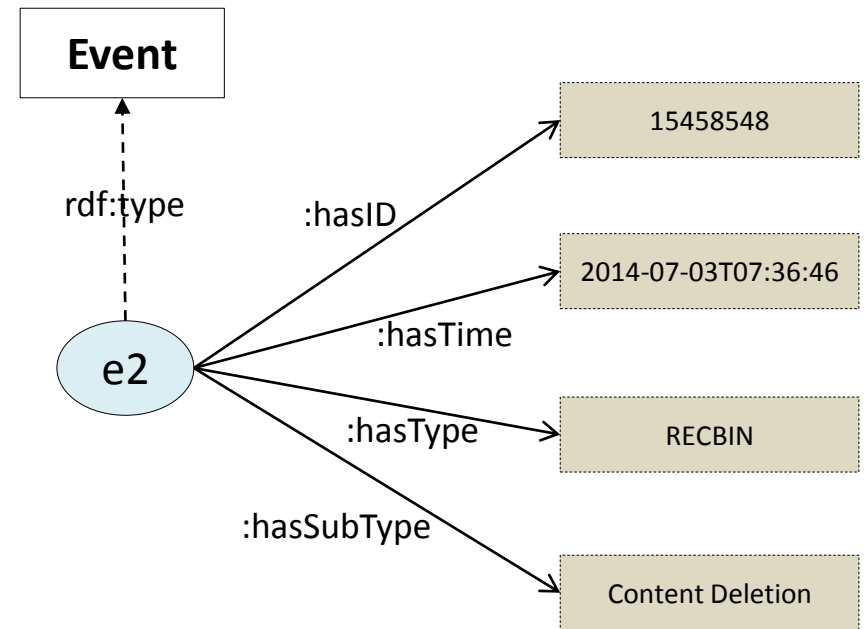 Event
15458548
rdf:type
:hasID
2014-07-03T07:36:46
:hasTime
e2
:hasType
RECBIN
:hasSubType
Content Deletion